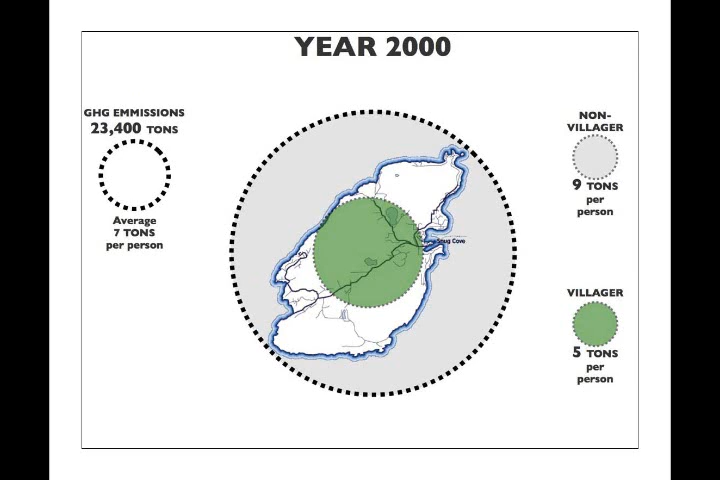 YEAR 2000
GHG EMMISSIONS
23,400 TONS
Average
7 TONS
per person
NON-
VILLAGER
9 TONS
per
person
Snug Cove
VILLAGER
5 TONS
per
person